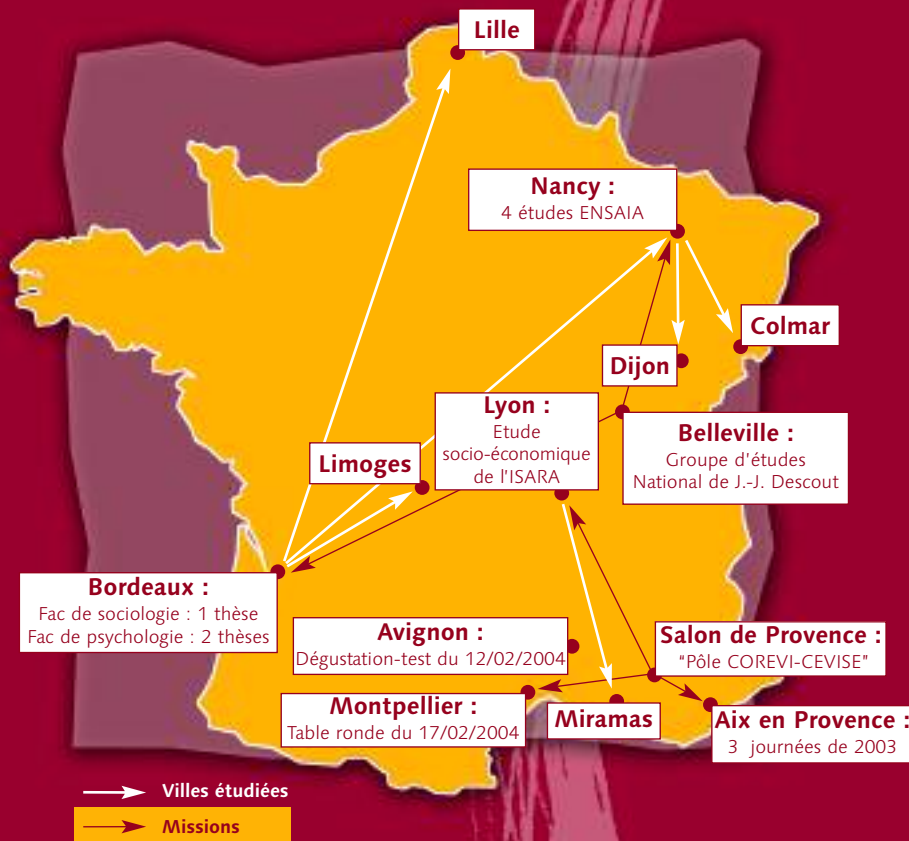 Lille
Nancy :
4 études ENSAIA
Colmar
Dijon
Lyon :
Etude
socio-économique
de l'ISARA
Belleville :
Groupe d'études
National de J.-J. Descout
Limoges
Bordeaux :
Fac de sociologie : 1 thèse
Fac de psychologie : 2 thèses
Avignon :
Dégustation-test du 12/02/2004
Salon de Provence :
"Pôle COREVI-CEVISE"
Montpellier :
Table ronde du 17/02/2004
Miramas
Aix en Provence :
3 journées de 2003
Villes étudiées
Missions